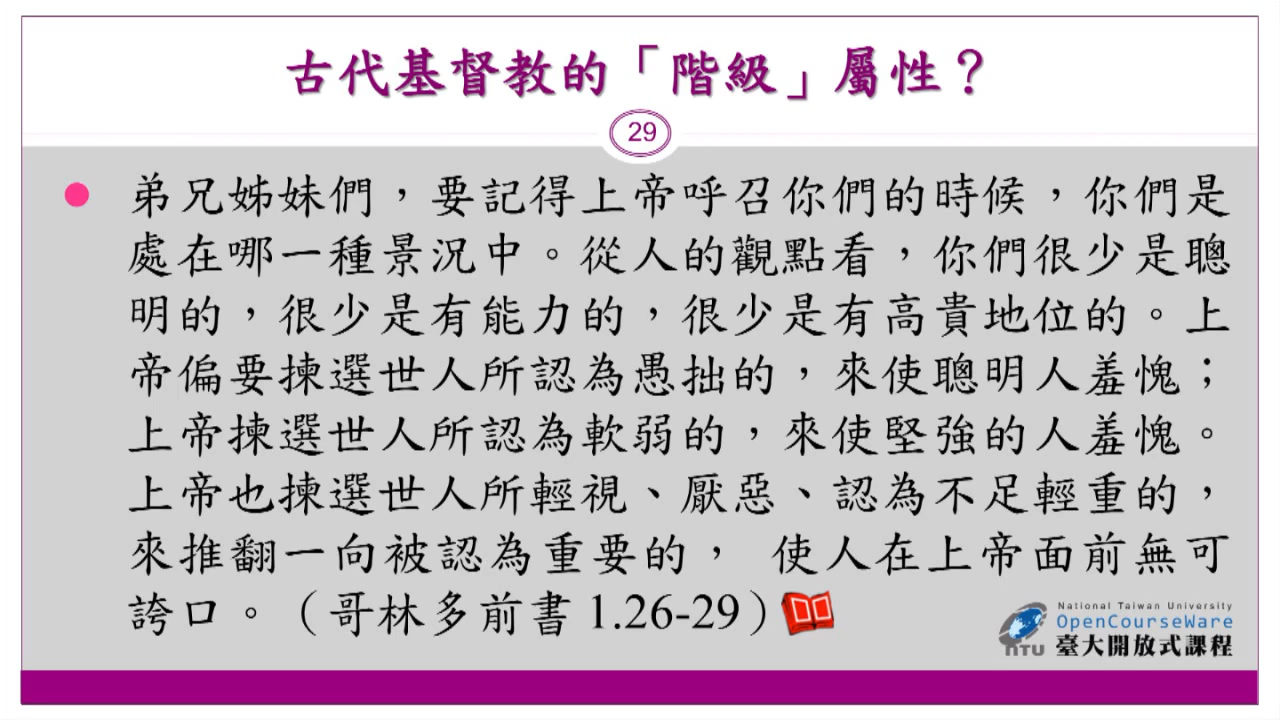 古代基督教的「階級」屬性？
29
弟兄姊妹們，要記得上帝呼召你們的時候，你們是
處在哪一種景況中。從人的觀點看，你們很少是聰
明的，很少是有能力的，很少是有高貴地位的。上
帝偏要揀選世人所認為愚拙的，來使聰明人羞愧；
上帝揀選世人所認為軟弱的，來使堅強的人羞愧。
上帝也揀選世人所輕視、厭惡、認為不足輕重的，
來推翻一向被認為重要的， 使人在上帝面前無可
誇口。（哥林多前書 1.26-29）
National Taiwan University
OpenCourseWare
NTU 臺大開放式課程